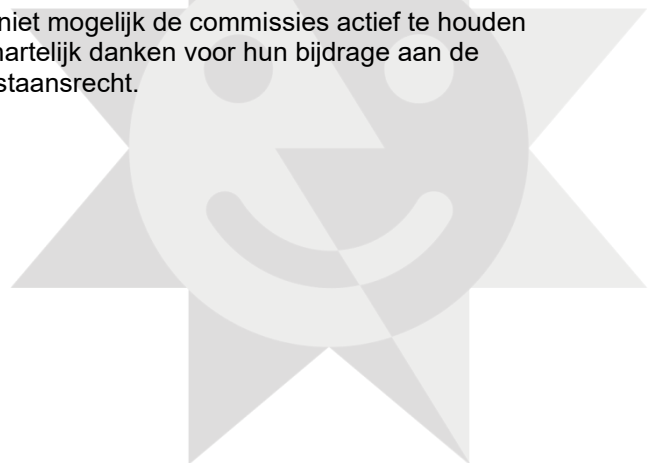 niet mogelijk de commissies actief te houden
hartelijk danken voor hun bijdrage aan de
staansrecht.